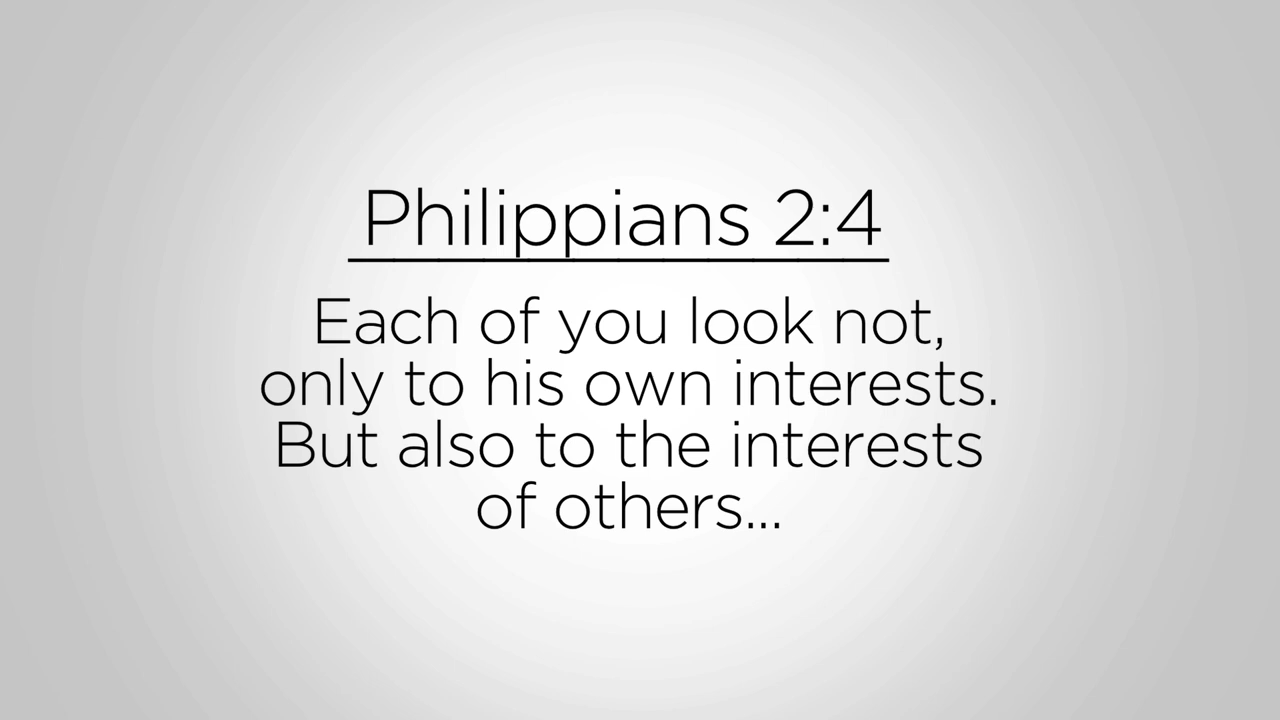 Philippians 2:4
Each of you look not,
only to his own interests.
But also to the interests
of others...